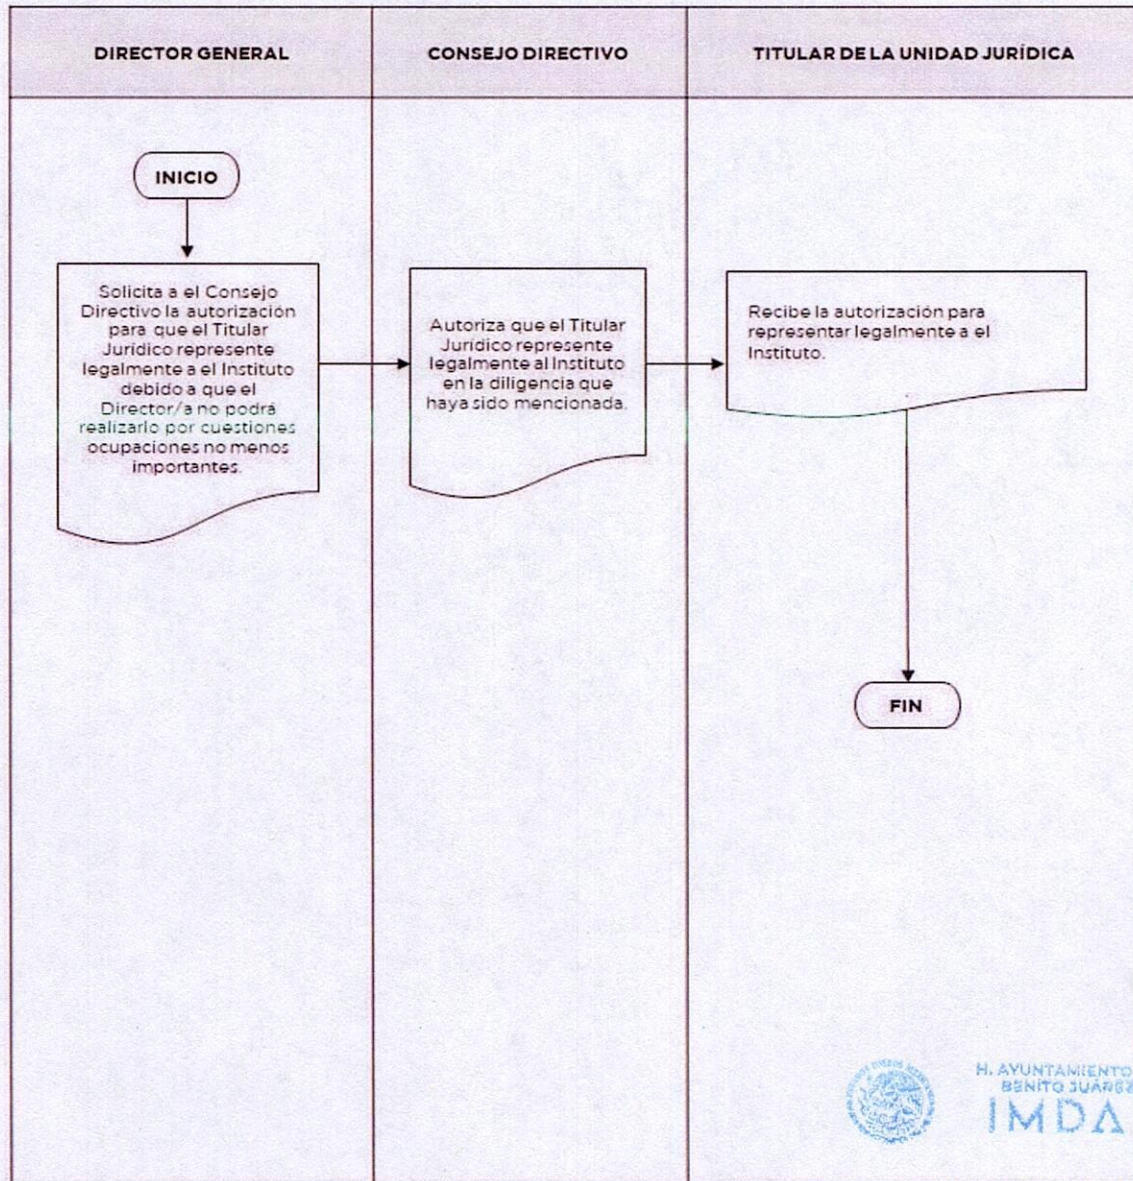 DIRECTOR GENERAL
CONSEJO DIRECTIVO
TITULAR DE LA UNIDAD JURÍDICA
INICIO
Solicita a el Consejo
Directivo la autorización
para que el Titular
Jurídico represente
legalmente a el Instituto
debido a que el
Director/a no podrá
realizarlo por cuestiones
ocupaciones no menos
importantes.
Autoriza que el Titular
Jurídico represente
legalmente al Instituto
en la diligencia que
haya sido mencionada.
Recibe la autorización para
representar legalmente a el
Instituto.
FIN
H. AYUNTAMIENTO
BENITO JUÁREZ
IMDA